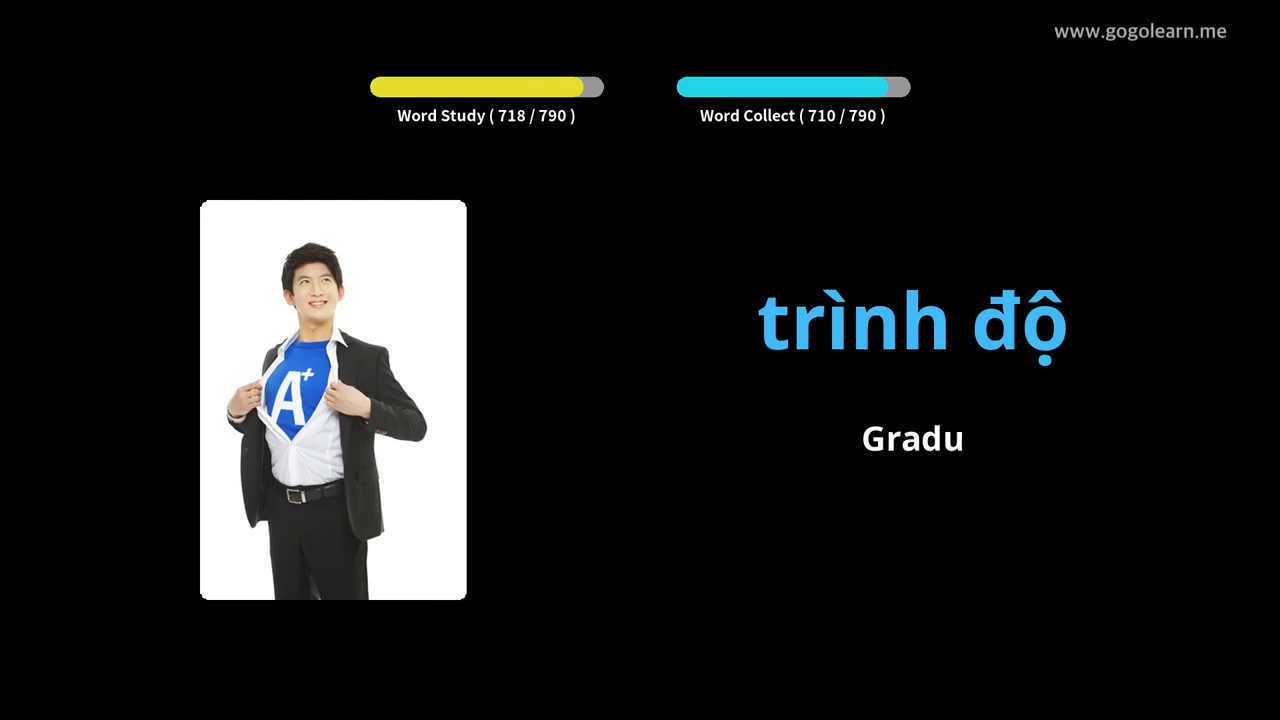 www.gogolearn.me
Word Study ( 718 / 790 )
Word Collect ( 710 / 790 )
A+
trình độ
Gradu